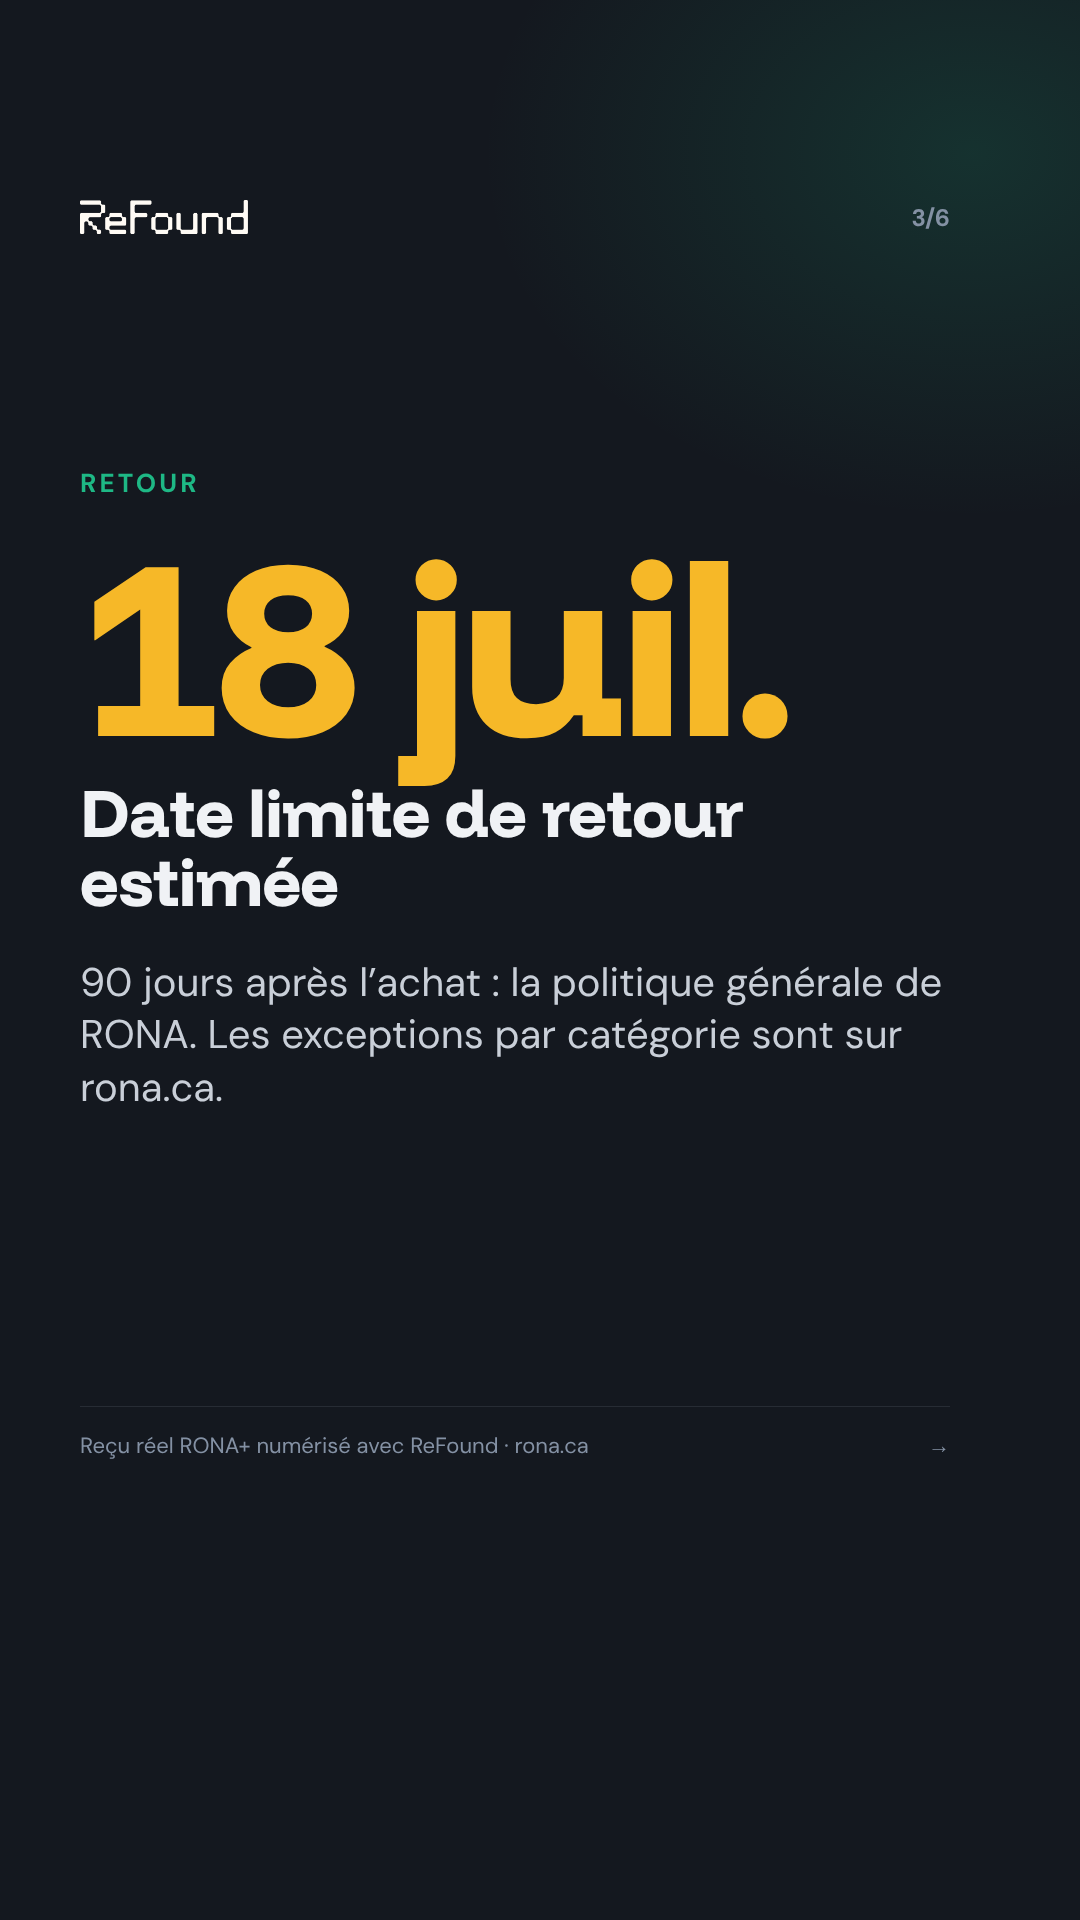 ReFound
3/6
RETOUR
18 juil.
Date limite de retour
estimée
90 jours après l’achat : la politique générale de
RONA. Les exceptions par catégorie sont sur
rona.ca.
Reçu réel RONA+ numérisé avec ReFound · rona.ca →